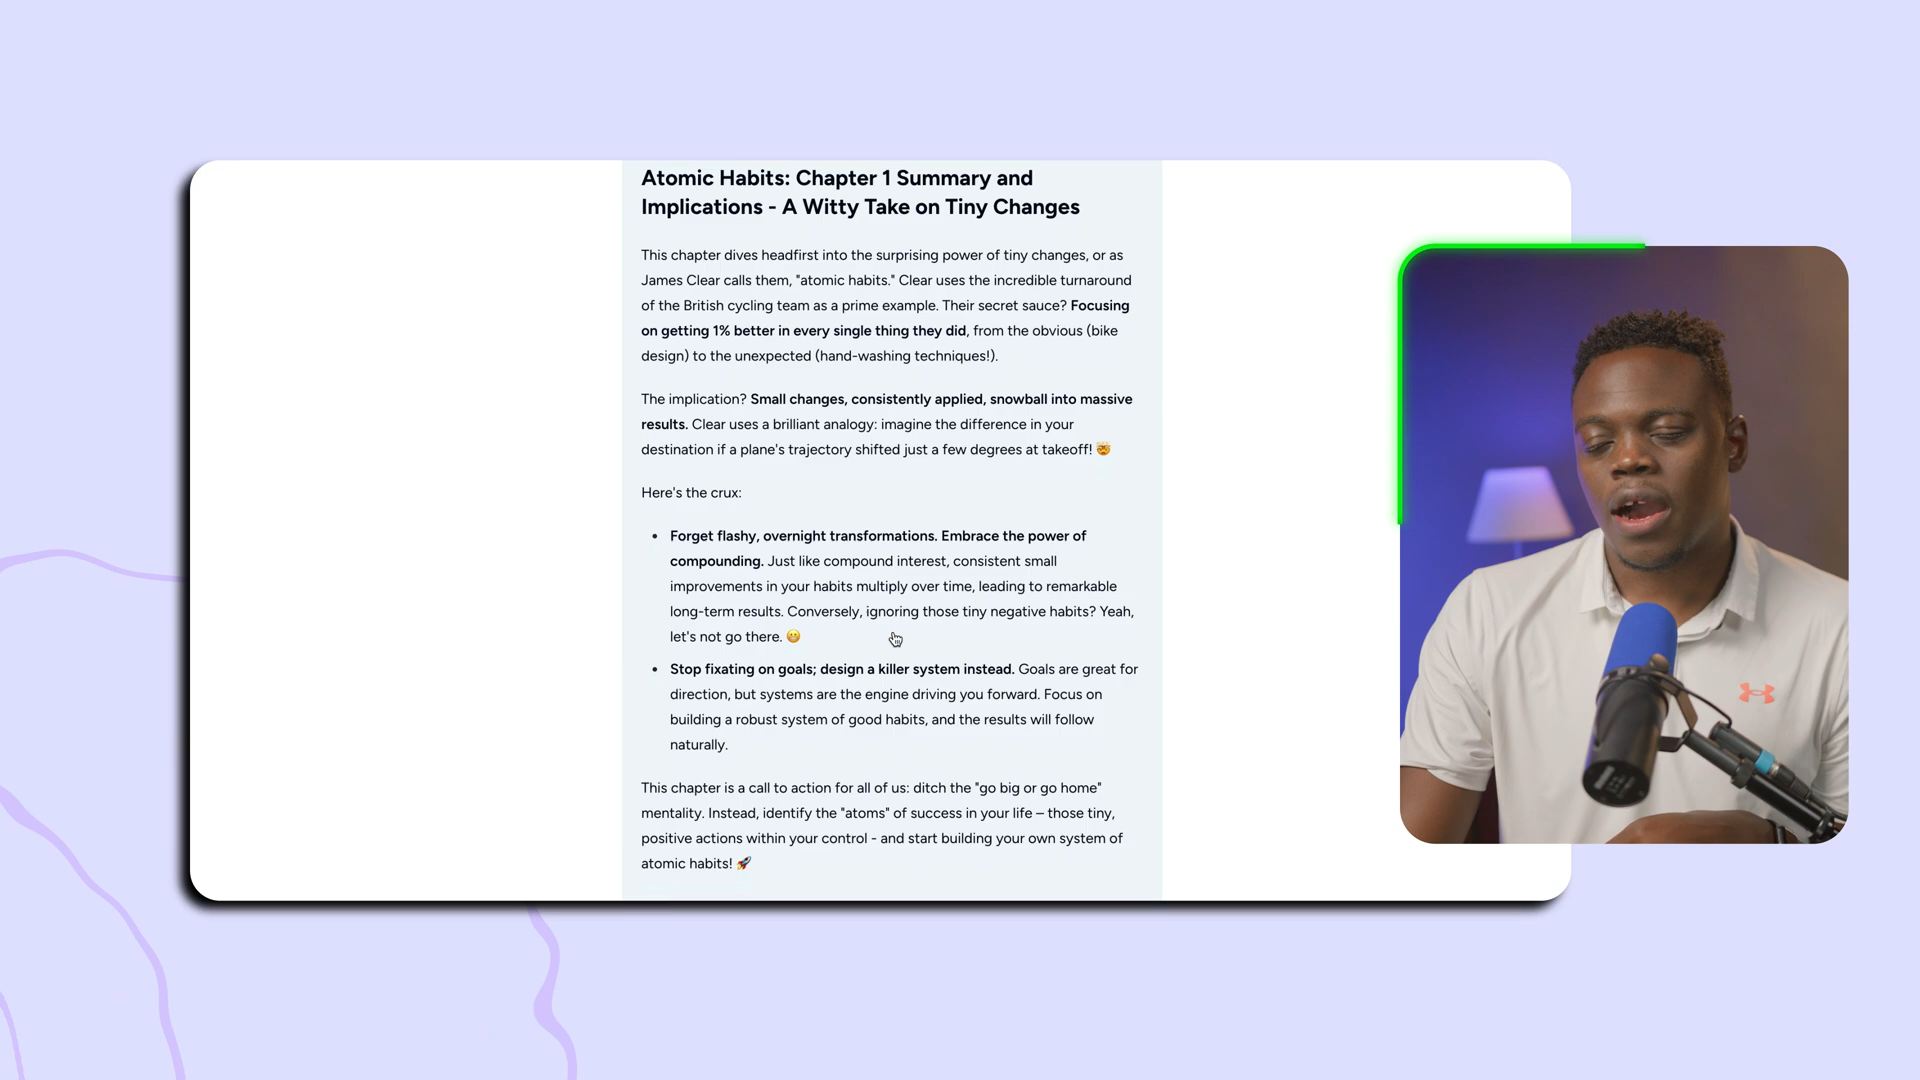 Atomic Habits: Chapter 1 Summary and
Implications - A Witty Take on Tiny Changes
This chapter dives headfirst into the surprising power of tiny changes, or as
James Clear calls them, "atomic habits." Clear uses the incredible turnaround
of the British cycling team as a prime example. Their secret sauce? Focusing
on getting 1% better in every single thing they did, from the obvious (bike
design) to the unexpected (hand-washing techniques!).
The implication? Small changes, consistently applied, snowball into massive
results. Clear uses a brilliant analogy: imagine the difference in your
destination if a plane's trajectory shifted just a few degrees at takeoff! 🤯
Here's the crux:
• Forget flashy, overnight transformations. Embrace the power of
compounding. Just like compound interest, consistent small
improvements in your habits multiply over time, leading to remarkable
long-term results. Conversely, ignoring those tiny negative habits? Yeah,
let's not go there. 😬
• Stop fixating on goals; design a killer system instead. Goals are great for
direction, but systems are the engine driving you forward. Focus on
building a robust system of good habits, and the results will follow
naturally.
This chapter is a call to action for all of us: ditch the "go big or go home"
mentality. Instead, identify the "atoms" of success in your life – those tiny,
positive actions within your control - and start building your own system of
atomic habits! 🚀